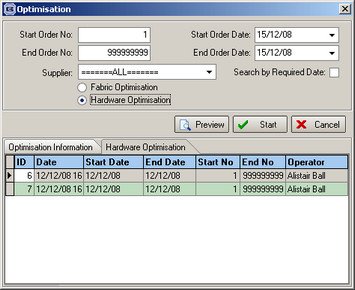 Optimisation
Start Order No: 1 Start Order Date: 15/12/08
End Order No: 999999999 End Order Date: 15/12/08
Supplier: =======ALL======= Search by Required Date:
Fabric Optimisation
Hardware Optimisation
Preview Start Cancel
Optimisation Information Hardware Optimisation
ID Date Start Date End Date Start No End No Operator
6 12/12/08 16 12/12/08 12/12/08 1 999999999 Alistair Ball
7 12/12/08 16 12/12/08 12/12/08 1 999999999 Alistair Ball